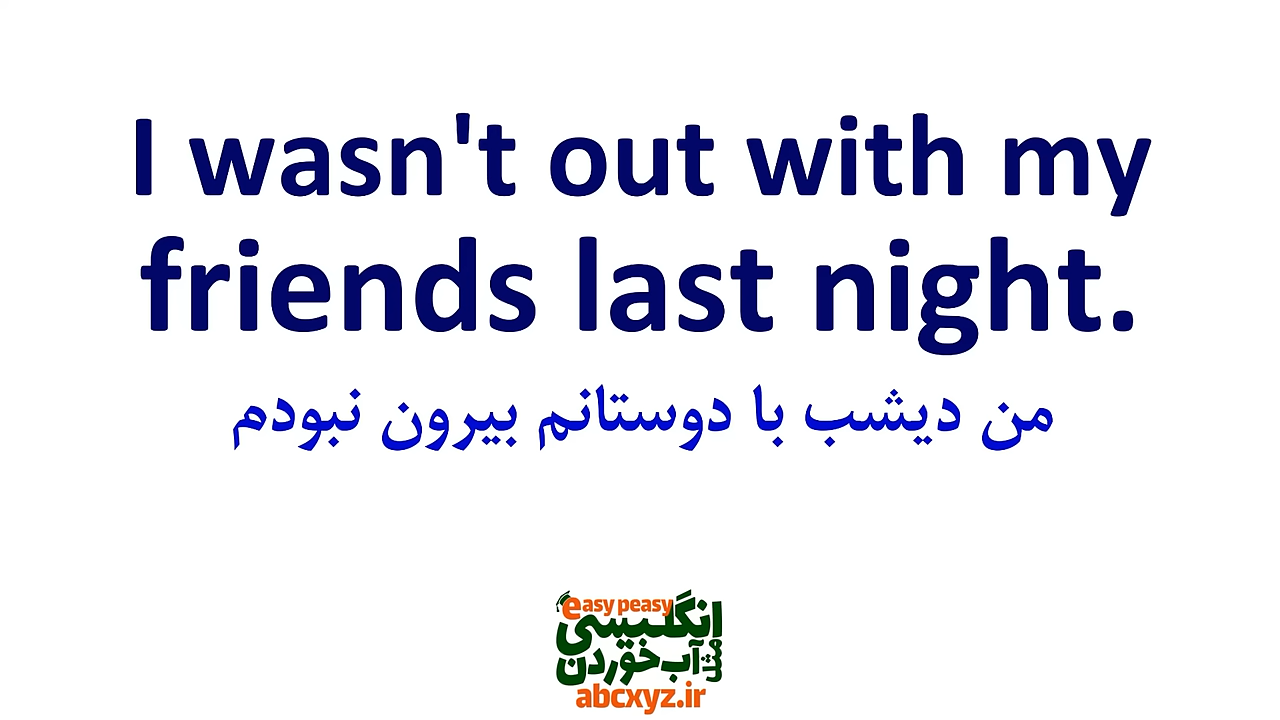 I wasn't out with my
friends last night.
من دیشب با دوستانم بیرون نبودم
easy peasy
انگلیسی
مثل
آب خوردن
abcxyz.ir